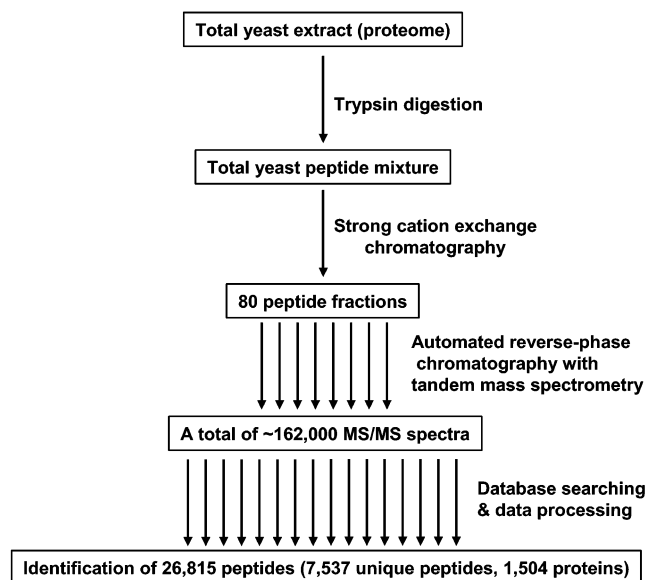 Total yeast extract (proteome)
Trypsin digestion
Total yeast peptide mixture
Strong cation exchange
chromatography
80 peptide fractions
Automated reverse-phase
chromatography with
tandem mass spectrometry
A total of ~162,000 MS/MS spectra
Database searching
& data processing
Identification of 26,815 peptides (7,537 unique peptides, 1,504 proteins)